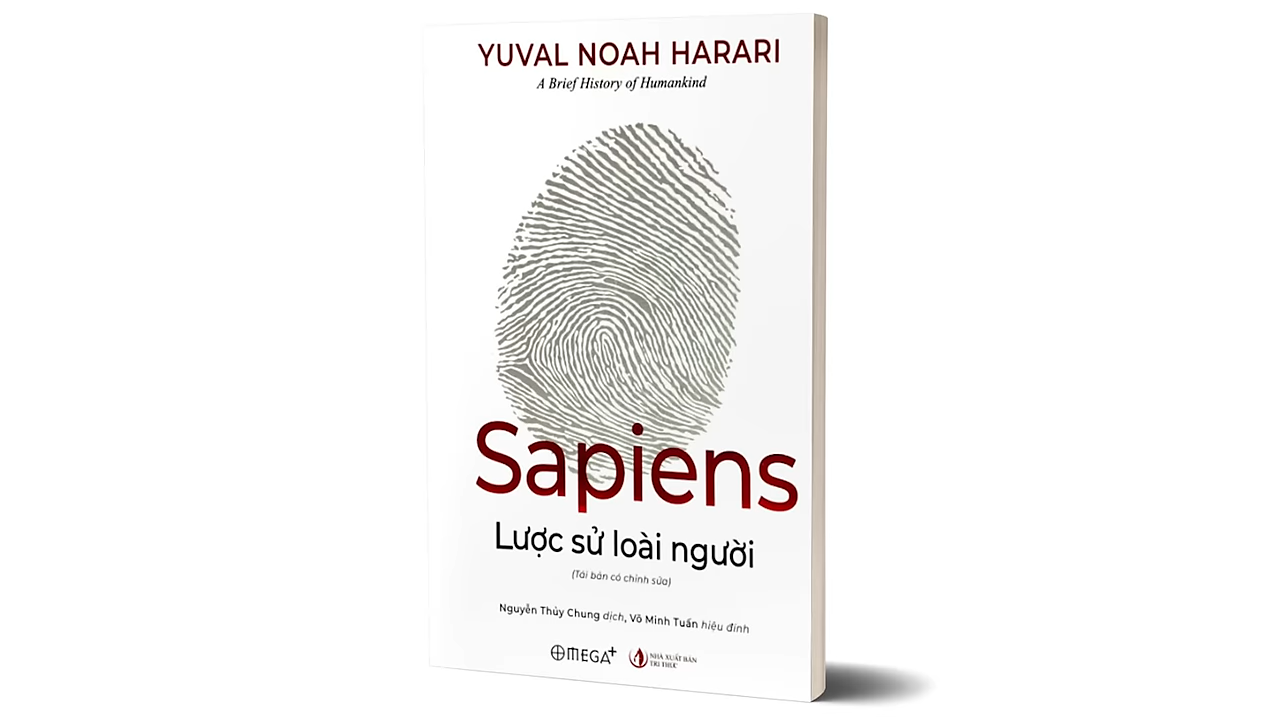 YUVAL NOAH HARARI
A Brief History of Humankind
Sapiens
Lược sử loài người
(Tái bản có chỉnh sửa)
Nguyễn Thủy Chung dịch, Võ Minh Tuấn hiệu đính
OMEGA+
NHÀ XUẤT BẢN
TRI THỨC